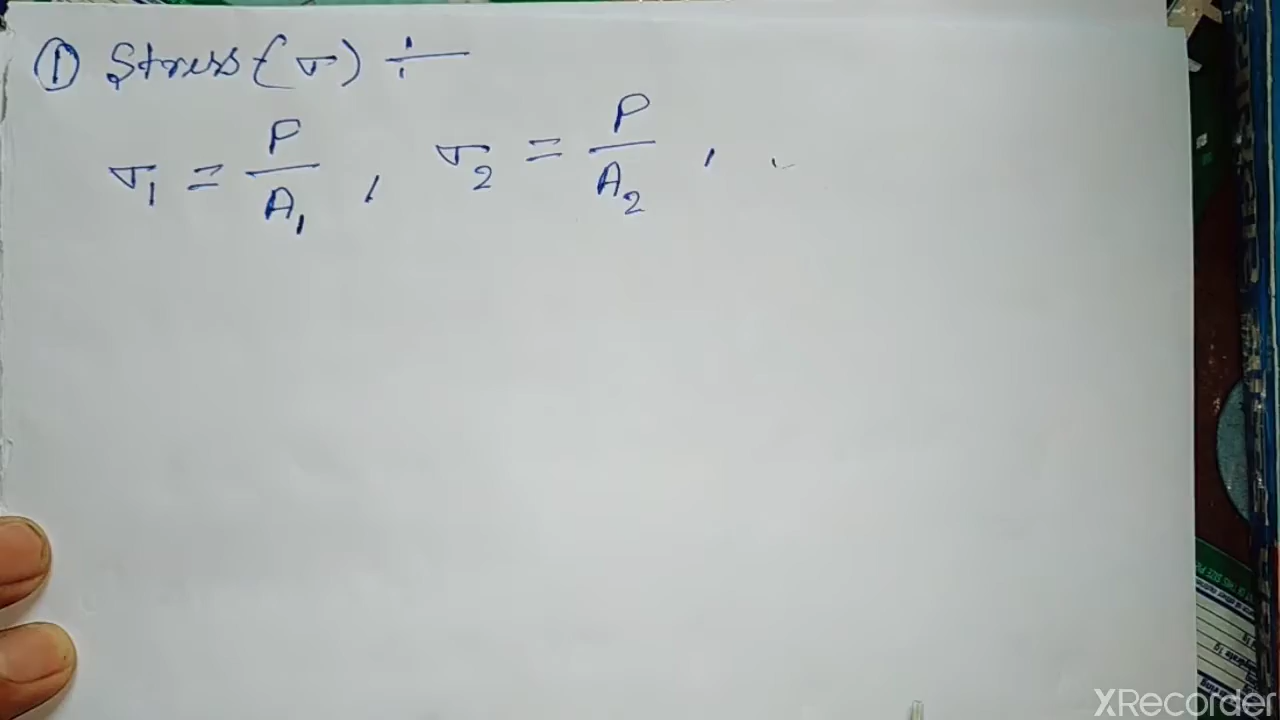 ① Stress (σ) ÷
σ₁ = P/A₁ , σ₂ = P/A₂ ,
XRecorder